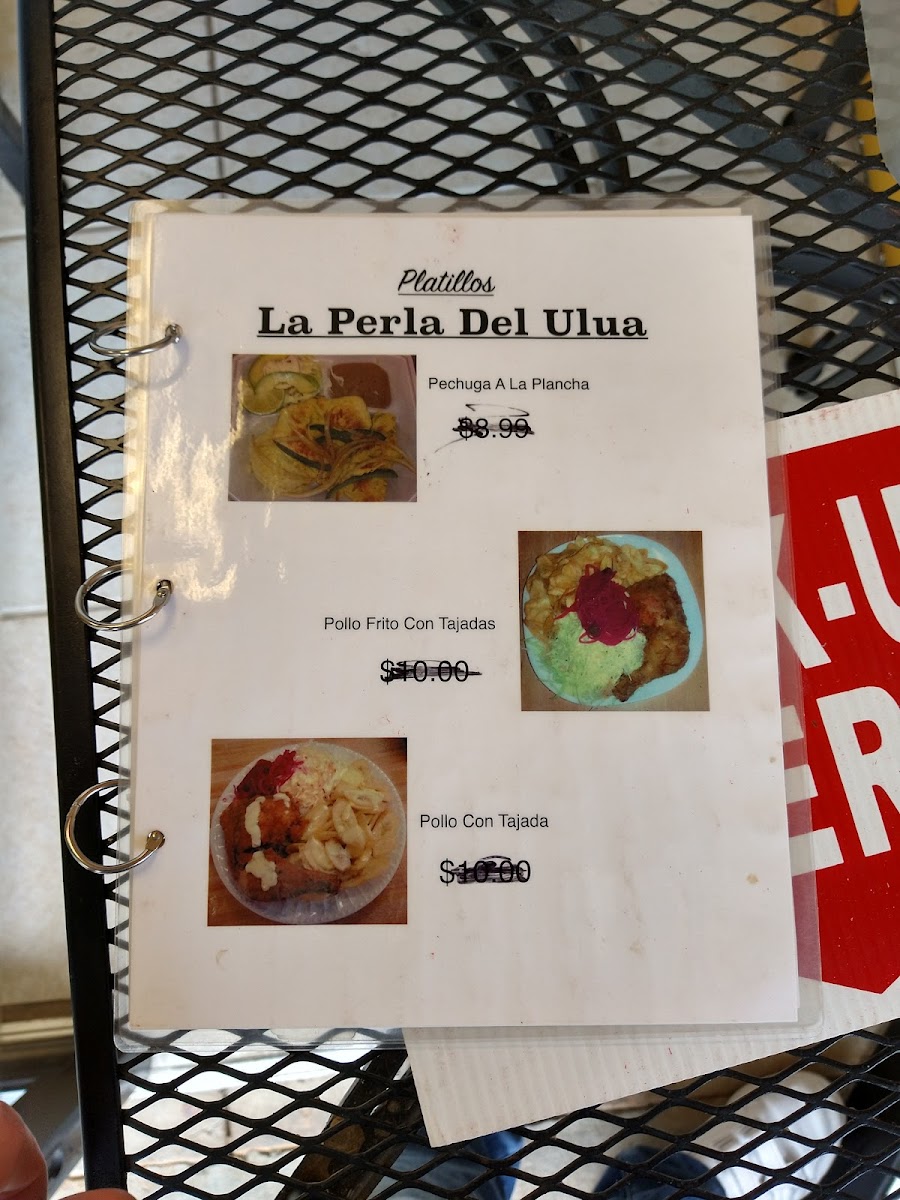 Platillos
La Perla Del Ulua
Pechuga A La Plancha
$8.99
Pollo Frito Con Tajadas
$10.00
Pollo Con Tajada
$10.00